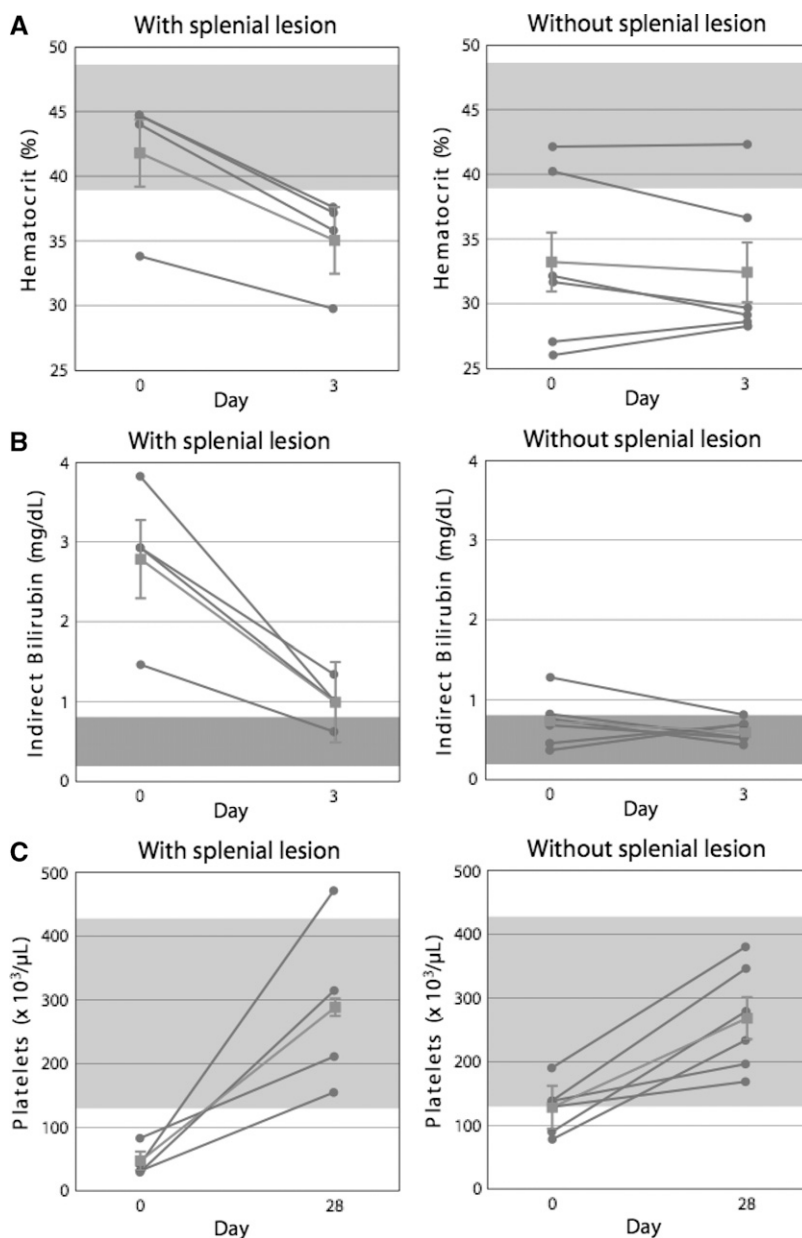 A
With splenial lesion
Without splenial lesion
Hematocrit (%)
50
45
40
35
30
25
0
3
Day
Hematocrit (%)
50
45
40
35
30
25
0
3
Day
B
With splenial lesion
Without splenial lesion
Indirect Bilirubin (mg/dL)
4
3
2
1
0
0
3
Day
Indirect Bilirubin (mg/dL)
4
3
2
1
0
0
3
Day
C
With splenial lesion
Without splenial lesion
Platelets (x 10³/μL)
500
400
300
200
100
0
0
28
Day
Platelets (x 10³/μL)
500
400
300
200
100
0
0
28
Day